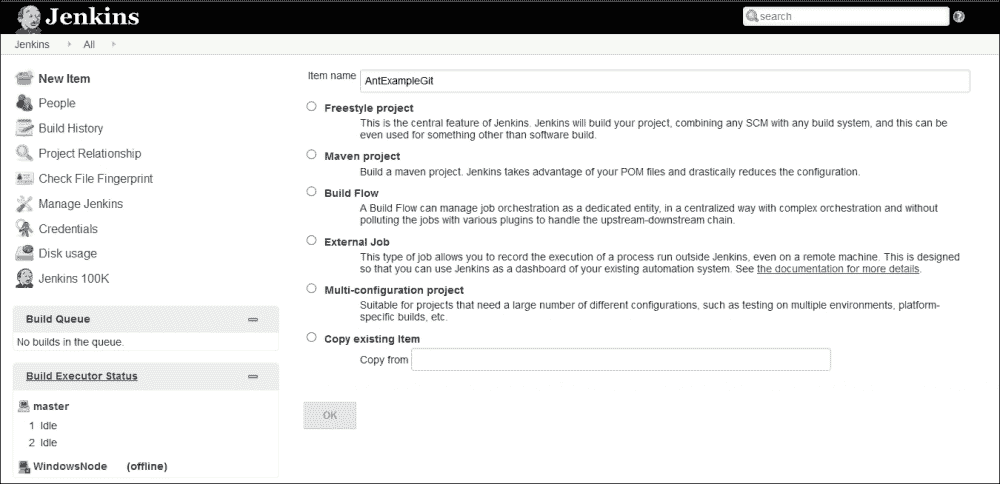 Jenkins
search
Jenkins All
New Item
People
Build History
Project Relationship
Check File Fingerprint
Manage Jenkins
Credentials
Disk usage
Jenkins 100K
Build Queue
No builds in the queue.
Build Executor Status
master
1 Idle
2 Idle
WindowsNode (offline)
Item name AntExampleGit
Freestyle project
This is the central feature of Jenkins. Jenkins will build your project, combining any SCM with any build system, and this can be
even used for something other than software build.
Maven project
Build a maven project. Jenkins takes advantage of your POM files and drastically reduces the configuration.
Build Flow
A Build Flow can manage job orchestration as a dedicated entity, in a centralized way with complex orchestration and without
polluting the jobs with various plugins to handle the upstream-downstream chain.
External Job
This type of job allows you to record the execution of a process run outside Jenkins, even on a remote machine. This is designed
so that you can use Jenkins as a dashboard of your existing automation system. See the documentation for more details.
Multi-configuration project
Suitable for projects that need a large number of different configurations, such as testing on multiple environments, platform-
specific builds, etc.
Copy existing Item
Copy from
OK